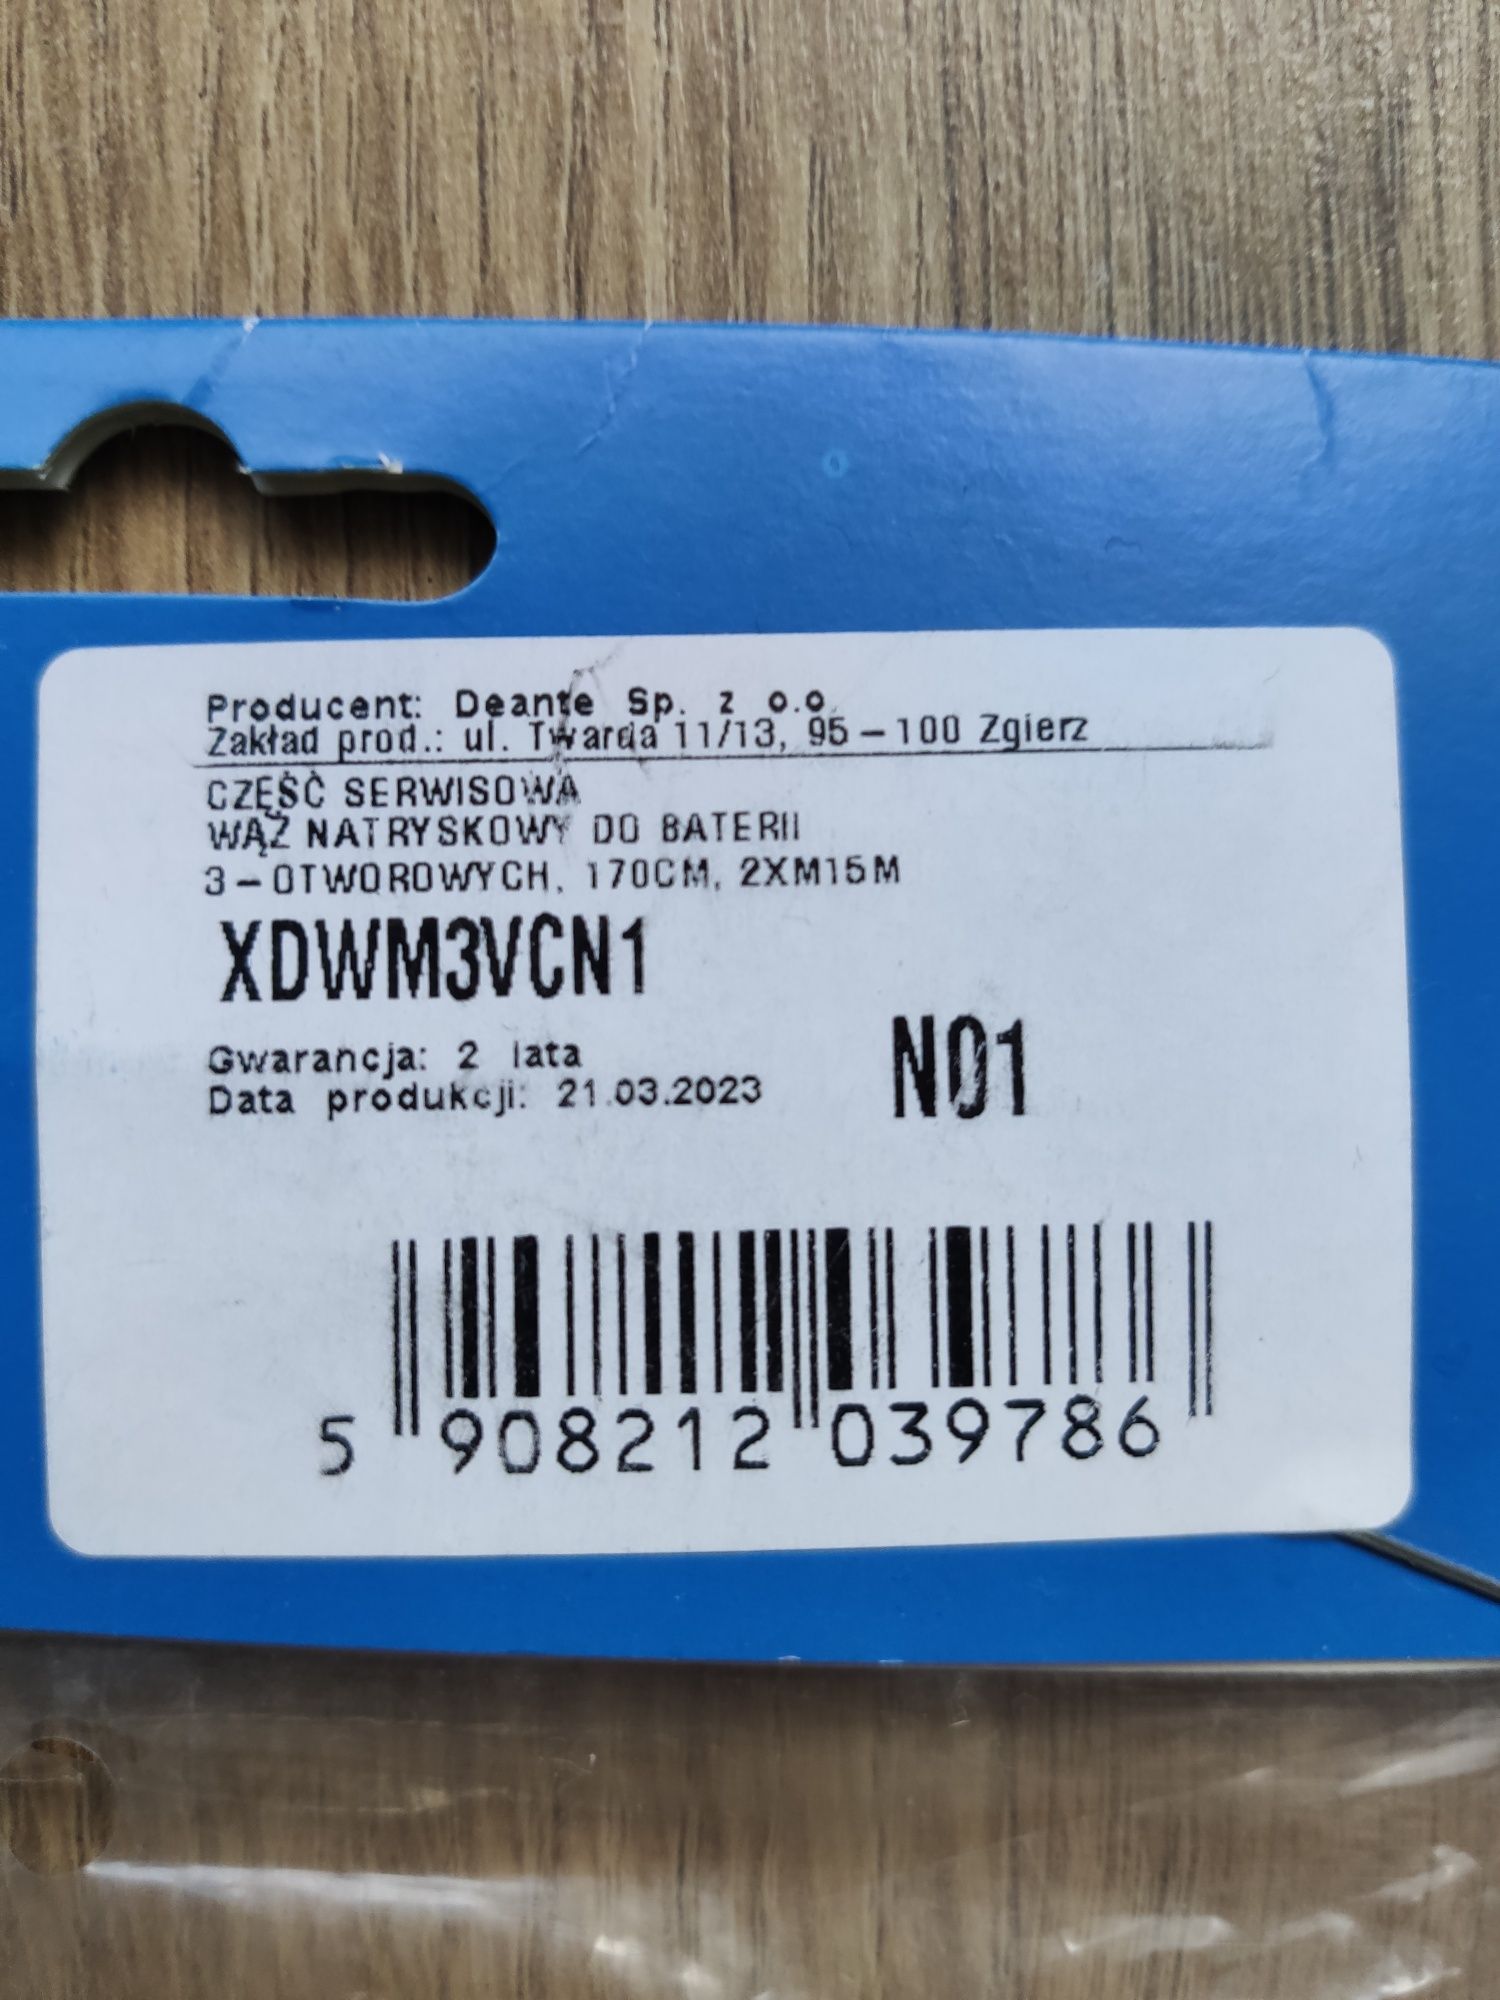 Producent: Deante Sp. z o.o.
Zakład prod.: ul. Twarda 11/13, 95-100 Zgierz
CZĘŚĆ SERWISOWA
WĄŻ NATRYSKOWY DO BATERII
3-OTWOROWYCH, 170CM, 2XM15M
XDWM3VCN1
N01
Gwarancja: 2 lata
Data produkcji: 21.03.2023
5 908212 039786